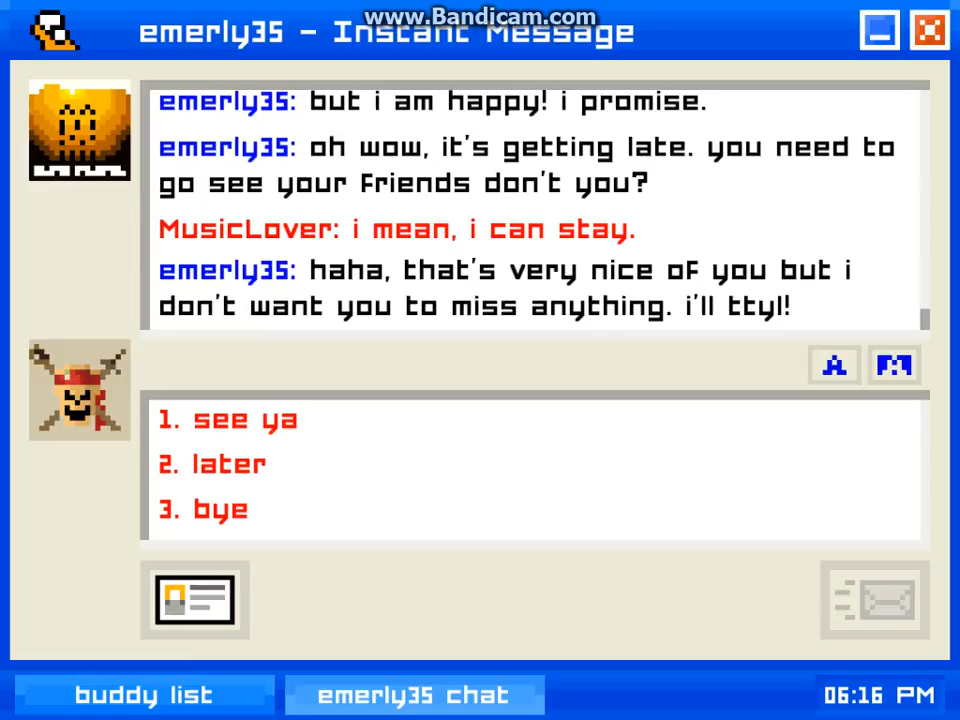 www.Bandicam.com
emerly35 - Instant Message
emerly35: but i am happy! i promise.
emerly35: oh wow, it's getting late. you need to
go see your friends don't you?
MusicLover: i mean, i can stay.
emerly35: haha, that's very nice of you but i
don't want you to miss anything. i'll ttyl!
A
1. see ya
2. later
3. bye
buddy list
emerly35 chat
06:16 PM